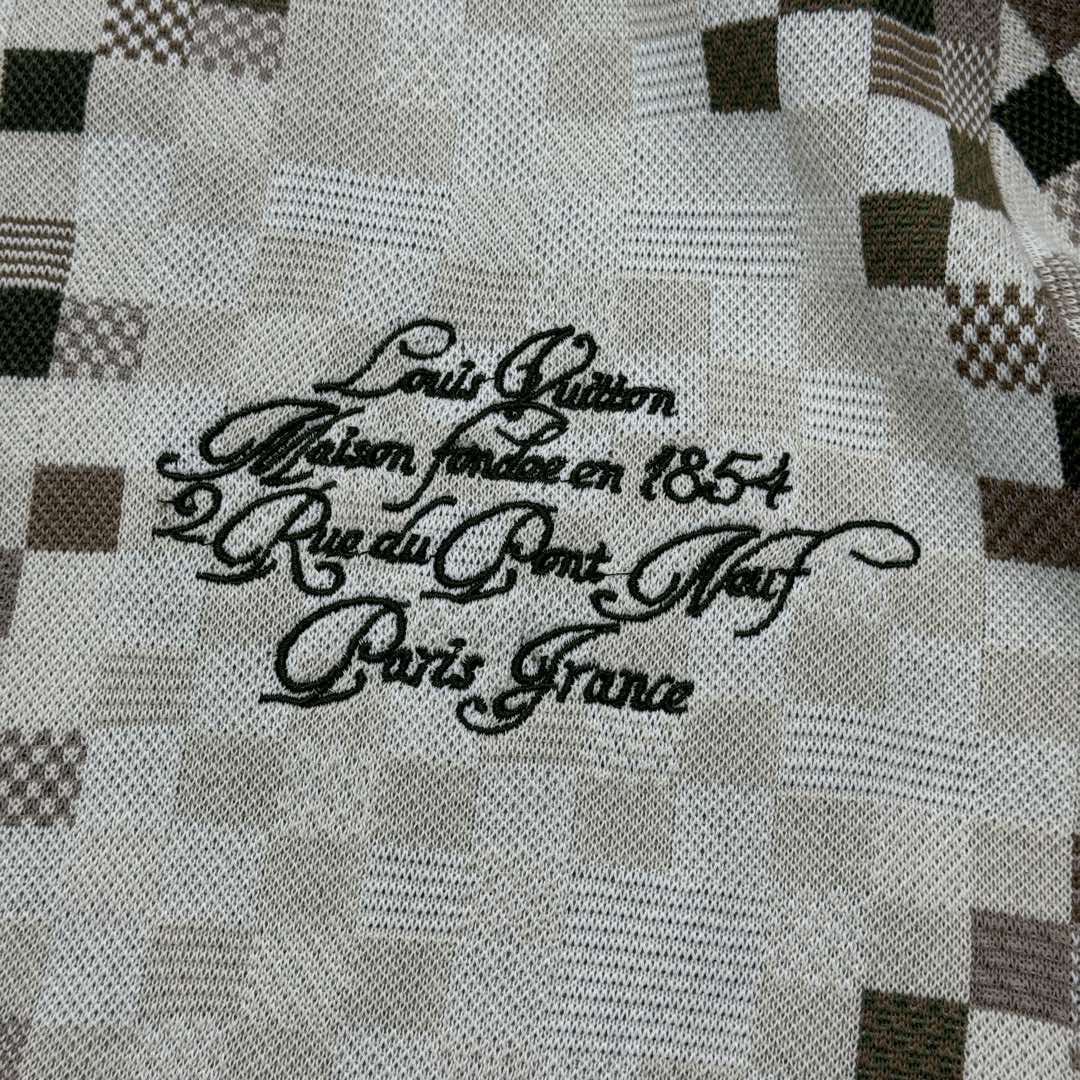 Louis Vuitton
Maison fondée en 1854
2 Rue du Pont Neuf
Paris France